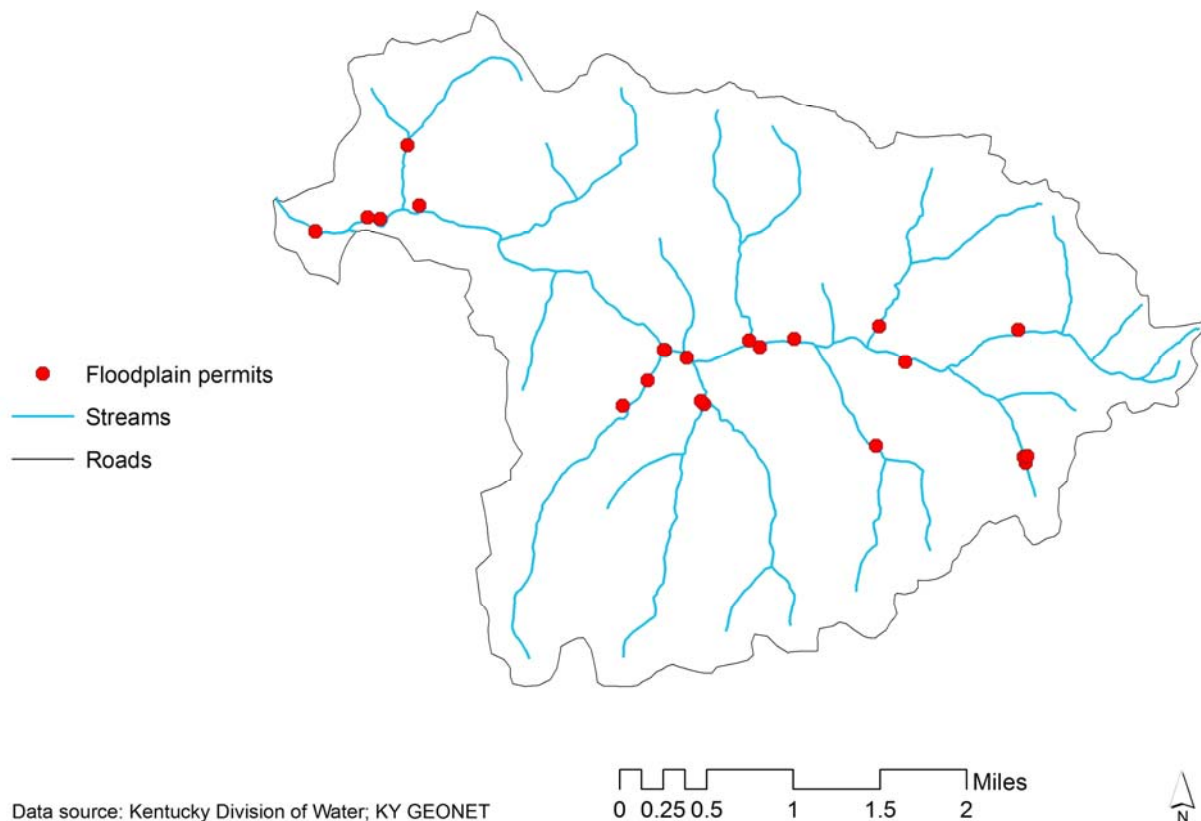 Floodplain permits
Streams
Roads
Miles
0 0.25 0.5 1 1.5 2
Data source: Kentucky Division of Water; KY GEONET
N